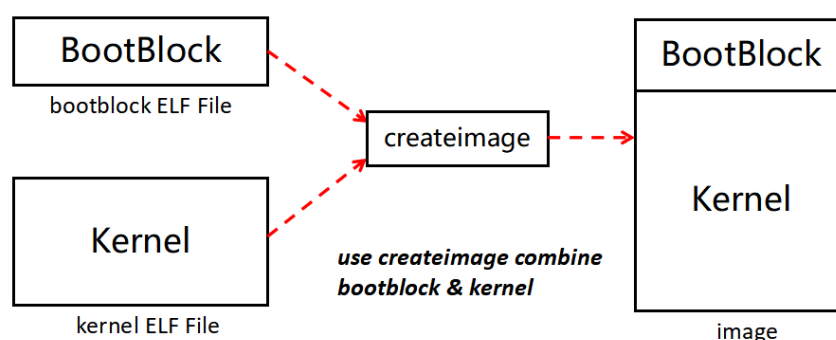 BootBlock
bootblock ELF File
Kernel
kernel ELF File
createimage
use createimage combine
bootblock & kernel
BootBlock
Kernel
image